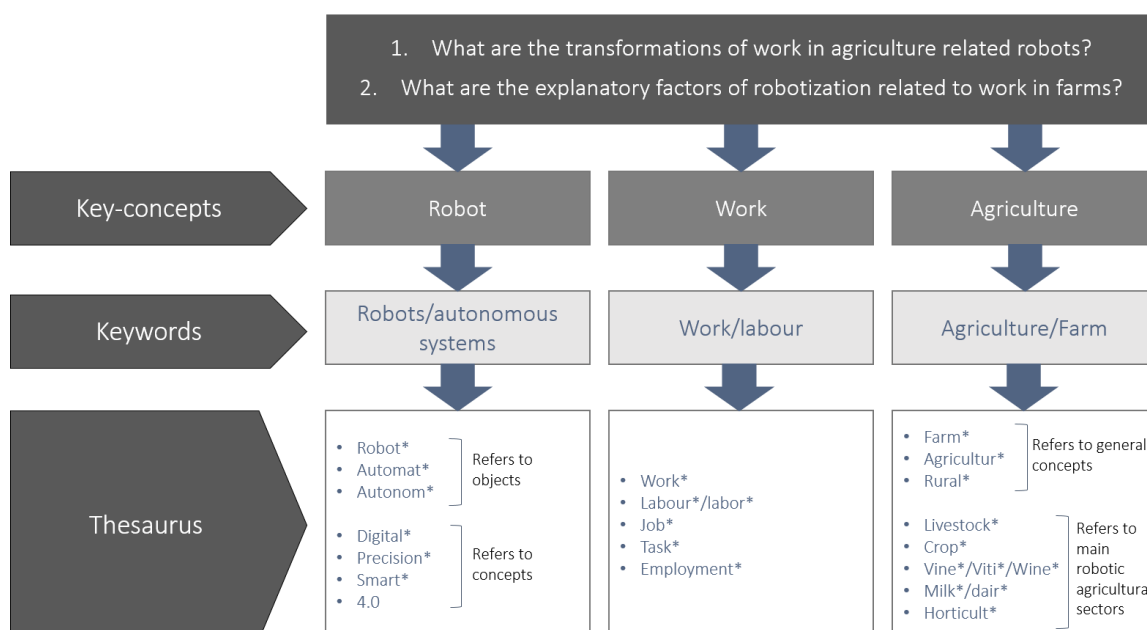 1. What are the transformations of work in agriculture related robots?
2. What are the explanatory factors of robotization related to work in farms?
Key-concepts
Robot
Work
Agriculture
Keywords
Robots/autonomous
systems
Work/labour
Agriculture/Farm
Thesaurus
• Robot*
• Automat*
• Autonom*
Refers to
objects
• Digital*
• Precision*
• Smart*
• 4.0
Refers to
concepts
• Work*
• Labour*/labor*
• Job*
• Task*
• Employment*
• Farm*
• Agricultur*
• Rural*
Refers to general
concepts
• Livestock*
• Crop*
• Vine*/Viti*/Wine*
• Milk*/dair*
• Horticult*
Refers to
main
robotic
agricultural
sectors